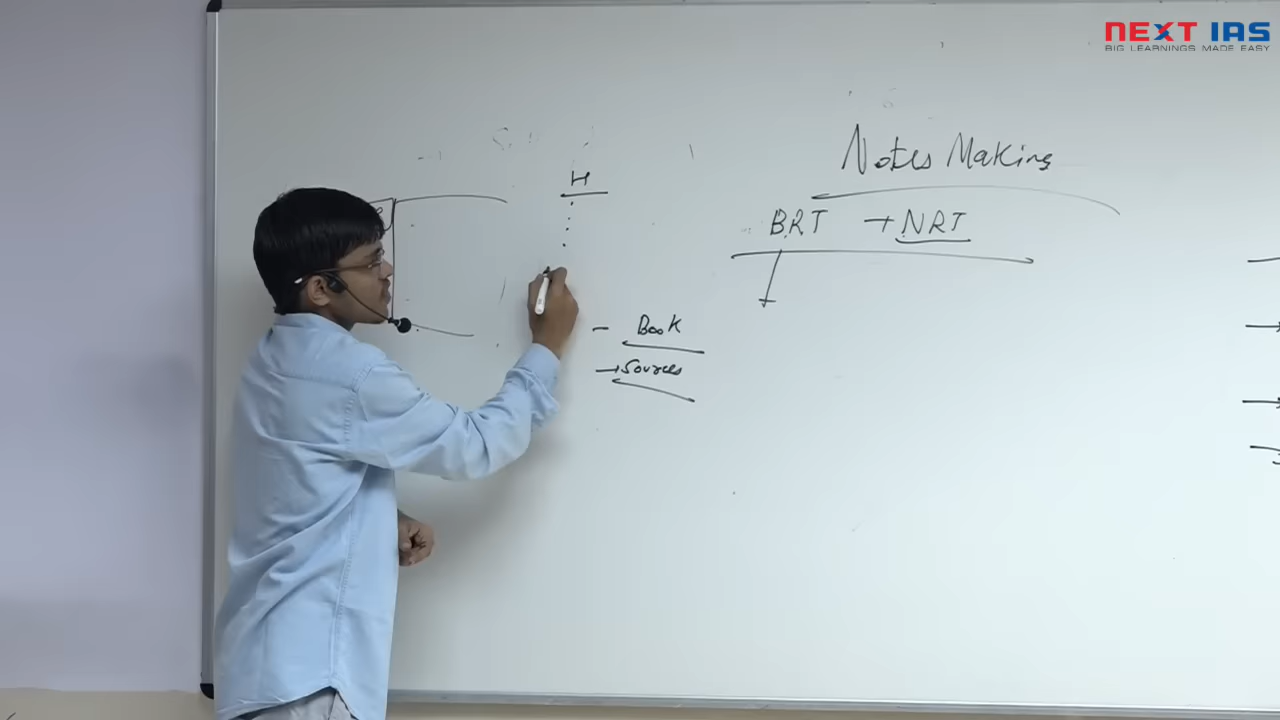 NEXT IAS
BIG LEARNINGS MADE EASY
Notes Making
H
BRT → NRT
- Book
→ Sources